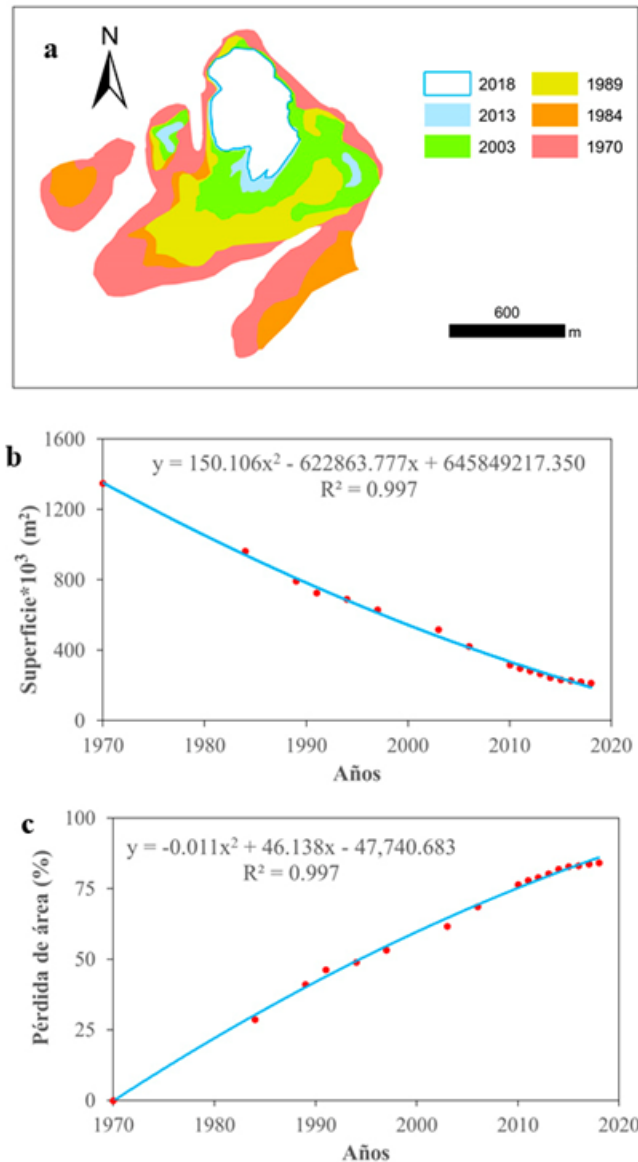 a
N
2018
2013
2003
1989
1984
1970
600
m
b
y = 150.106x² - 622863.777x + 645849217.350
R² = 0.997
Superficie*10³ (m²)
1600
1200
800
400
0
1970 1980 1990 2000 2010 2020
Años
c
y = -0.011x² + 46.138x - 47,740.683
R² = 0.997
Pérdida de área (%)
100
75
50
25
0
1970 1980 1990 2000 2010 2020
Años